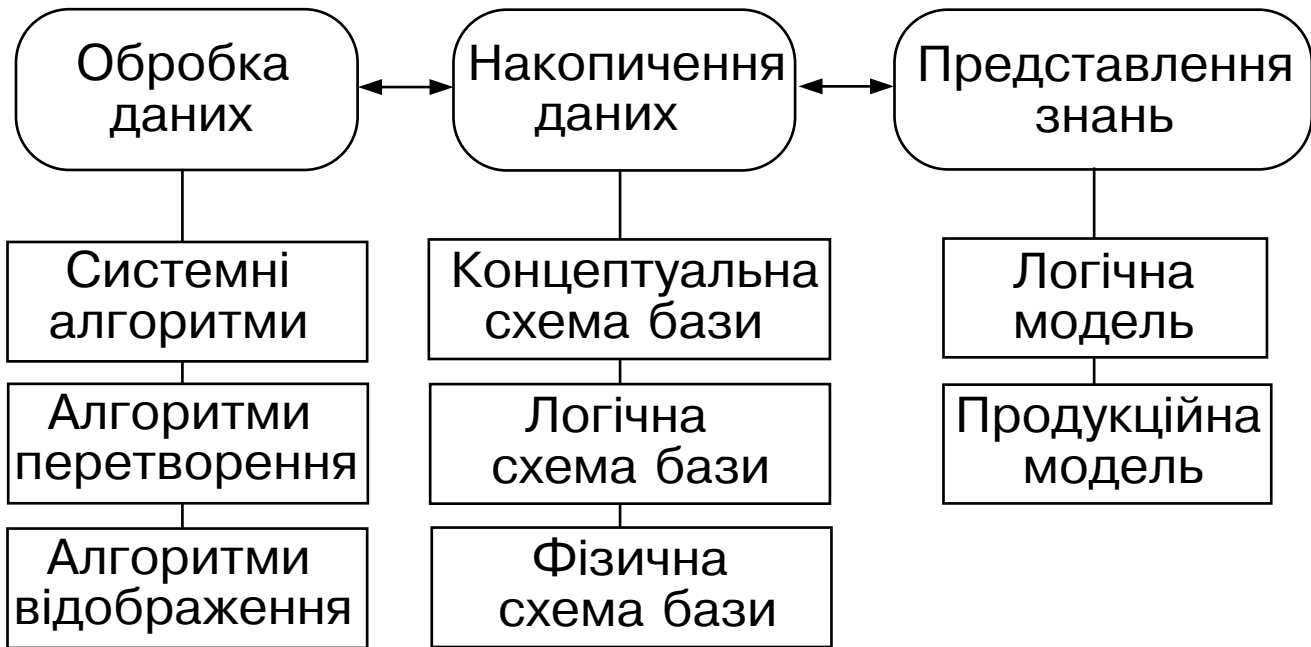 Обробка
даних
Накопичення
даних
Представлення
знань
Системні
алгоритми
Алгоритми
перетворення
Алгоритми
відображення
Концептуальна
схема бази
Логічна
схема бази
Фізична
схема бази
Логічна
модель
Продукційна
модель